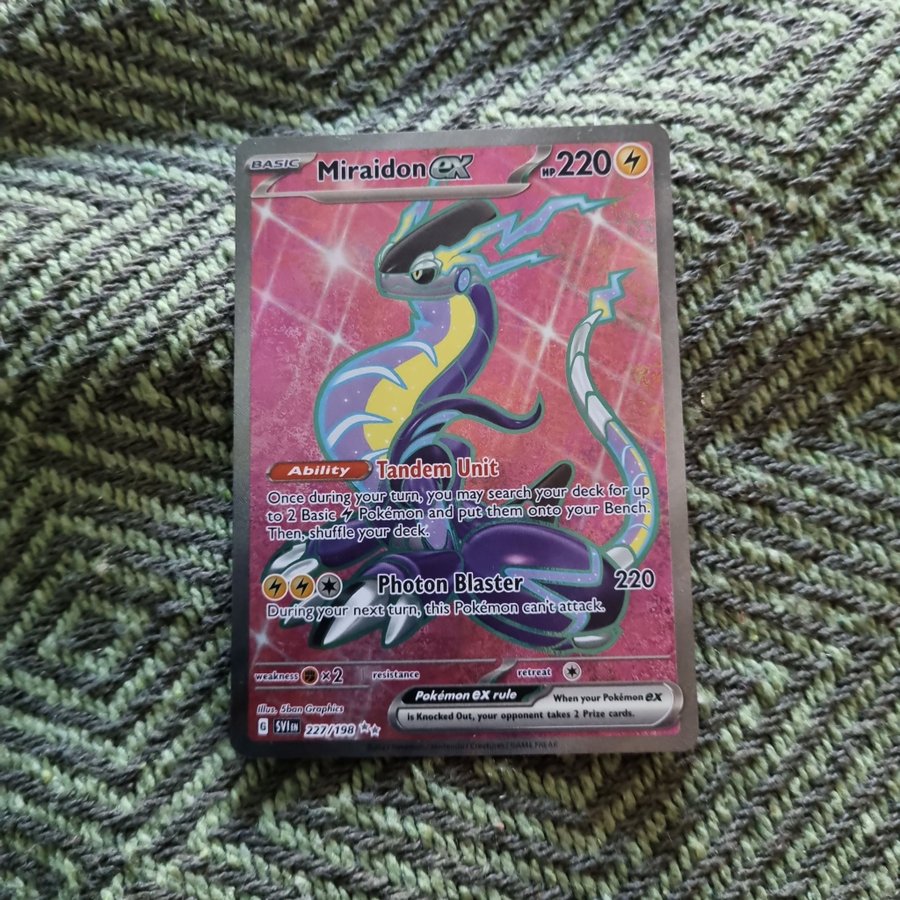 BASIC Miraidon ex HP 220
Ability Tandem Unit
Once during your turn, you may search your deck for up
to 2 Basic Pokémon and put them onto your Bench.
Then, shuffle your deck.
Photon Blaster 220
During your next turn, this Pokémon can't attack.
weakness ×2 resistance retreat
Pokémon ex rule When your Pokémon ex
is Knocked Out, your opponent takes 2 Prize cards.
Illus. 5ban Graphics
G SVI EN 227/198